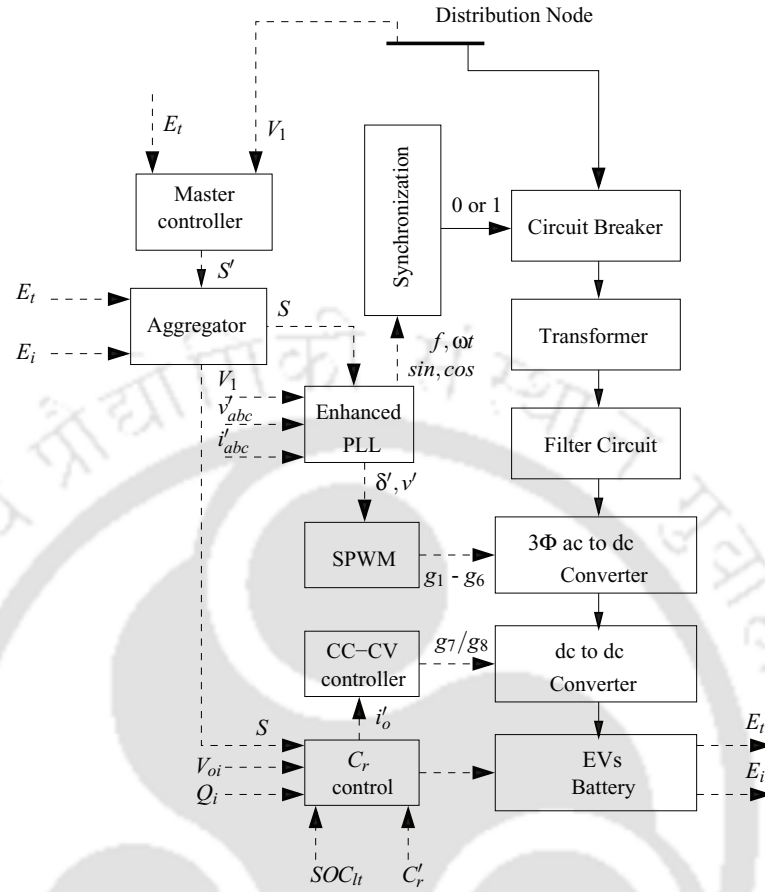 Distribution Node
E_t
V_1
Master
controller
S′
E_t
E_i
Aggregator
S
Synchronization
0 or 1
Circuit Breaker
Transformer
f, ωt
sin, cos
V_1
v′_abc
i′_abc
Enhanced
PLL
Filter Circuit
δ′, v′
SPWM
g_1 - g_6
3Φ ac to dc
Converter
CC−CV
controller
g_7/g_8
dc to dc
Converter
i′_o
S
V_oi
Q_i
C_r
control
EVs
Battery
E_t
E_i
SOC_lt
C′_r